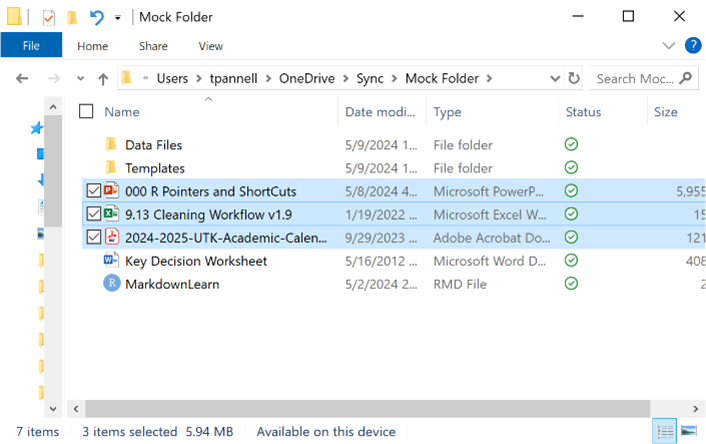 Mock Folder
File Home Share View
Users > tpannell > OneDrive > Sync > Mock Folder > Search Moc...
Name Date modi... Type Status Size
Data Files 5/9/2024 1... File folder
Templates 5/9/2024 1... File folder
000 R Pointers and ShortCuts 5/8/2024 4... Microsoft PowerP... 5,955
9.13 Cleaning Workflow v1.9 1/19/2022 ... Microsoft Excel W... 15
2024-2025-UTK-Academic-Calen... 9/29/2023 ... Adobe Acrobat Do... 121
Key Decision Worksheet 5/16/2012 ... Microsoft Word D... 408
MarkdownLearn 5/2/2024 2... RMD File 2
7 items 3 items selected 5.94 MB Available on this device